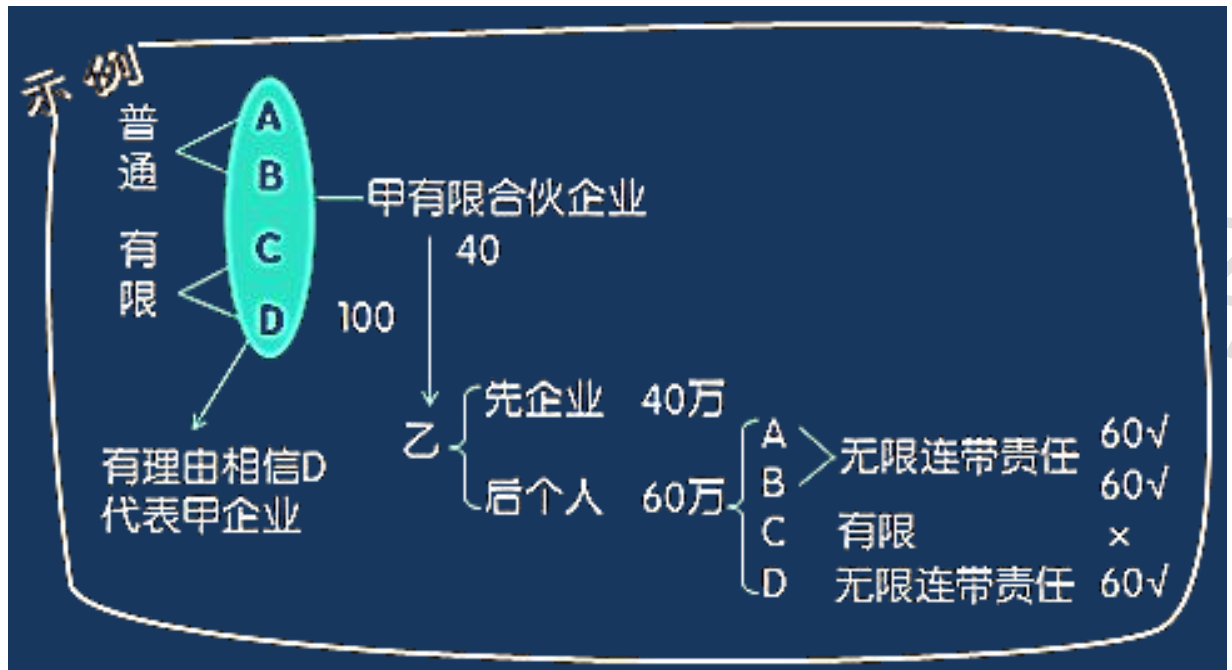 示例
普通
A
B
甲有限合伙企业
40
有限
C
D
100
有理由相信D
代表甲企业
乙
先企业 40万
后个人 60万
A
B
无限连带责任 60√
60√
C 有限 ×
D 无限连带责任 60√